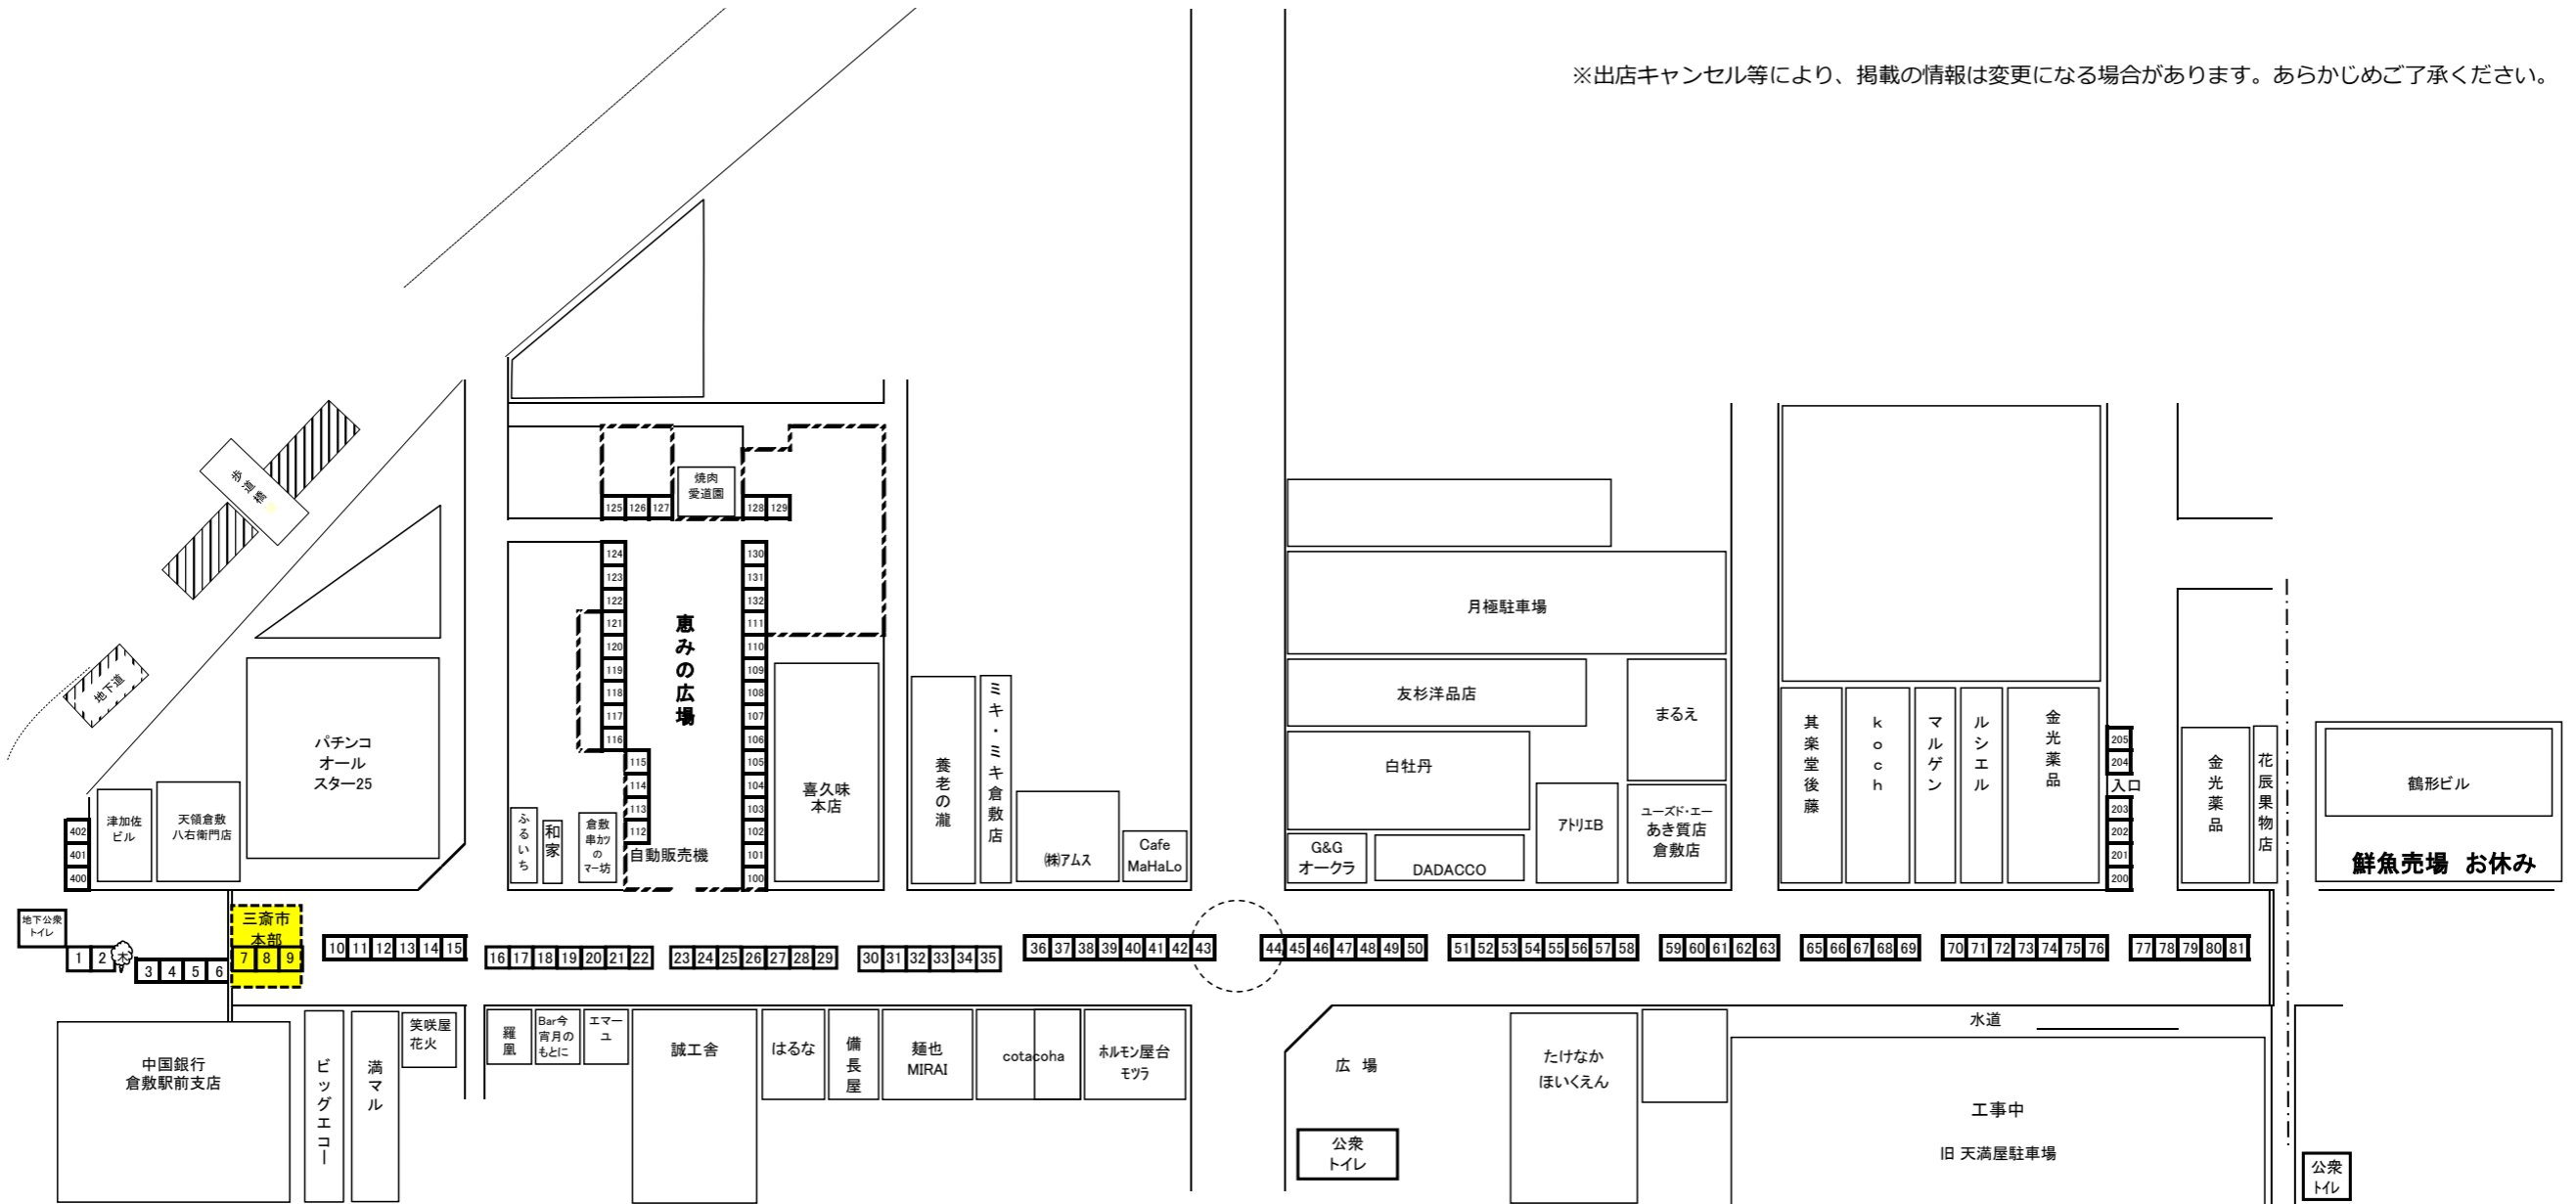 ※出店キャンセル等により、掲載の情報は変更になる場合があります。あらかじめご了承ください。
歩道橋
地下道
焼肉
愛道園
125 126 127
128 129
124
123
122
121
120
119
118
117
116
115
114
113
112
恵みの広場
130
131
132
111
110
109
108
107
106
105
104
103
102
101
100
自動販売機
パチンコ
オール
スター25
津加佐
ビル
天領倉敷
八右衛門店
402
401
400
ふるいち
和家
倉敷
串カツ
の
マー坊
喜久味
本店
養老の瀧
ミキ・ミキ倉敷店
㈱アムス
Cafe
MaHaLo
月極駐車場
友杉洋品店
まるえ
白牡丹
G&G
オークラ
DADACCO
アトリエB
ユーズド・エー
あき質店
倉敷店
其楽堂後藤
koch
マルゲン
ルシエル
金光薬品
205
204
入口
203
202
201
200
金光薬品
花辰果物店
鶴形ビル
鮮魚売場 お休み
地下公衆
トイレ
三斎市
本部
1 2
木
3 4 5 6
7 8 9
10 11 12 13 14 15
16 17 18 19 20 21 22
23 24 25 26 27 28 29
30 31 32 33 34 35
36 37 38 39 40 41 42 43
44 45 46 47 48 49 50
51 52 53 54 55 56 57 58
59 60 61 62 63
65 66 67 68 69
70 71 72 73 74 75 76
77 78 79 80 81
中国銀行
倉敷駅前支店
ビッグエコー
満マル
笑咲屋
花火
羅凰
Bar今
宵月の
もとに
エマー
ユ
誠工舎
はるな
備長屋
麺也
MIRAI
cotacoha
ホルモン屋台
モツラ
広 場
公衆
トイレ
たけなか
ほいくえん
水道
工事中
旧 天満屋駐車場
公衆
トイレ